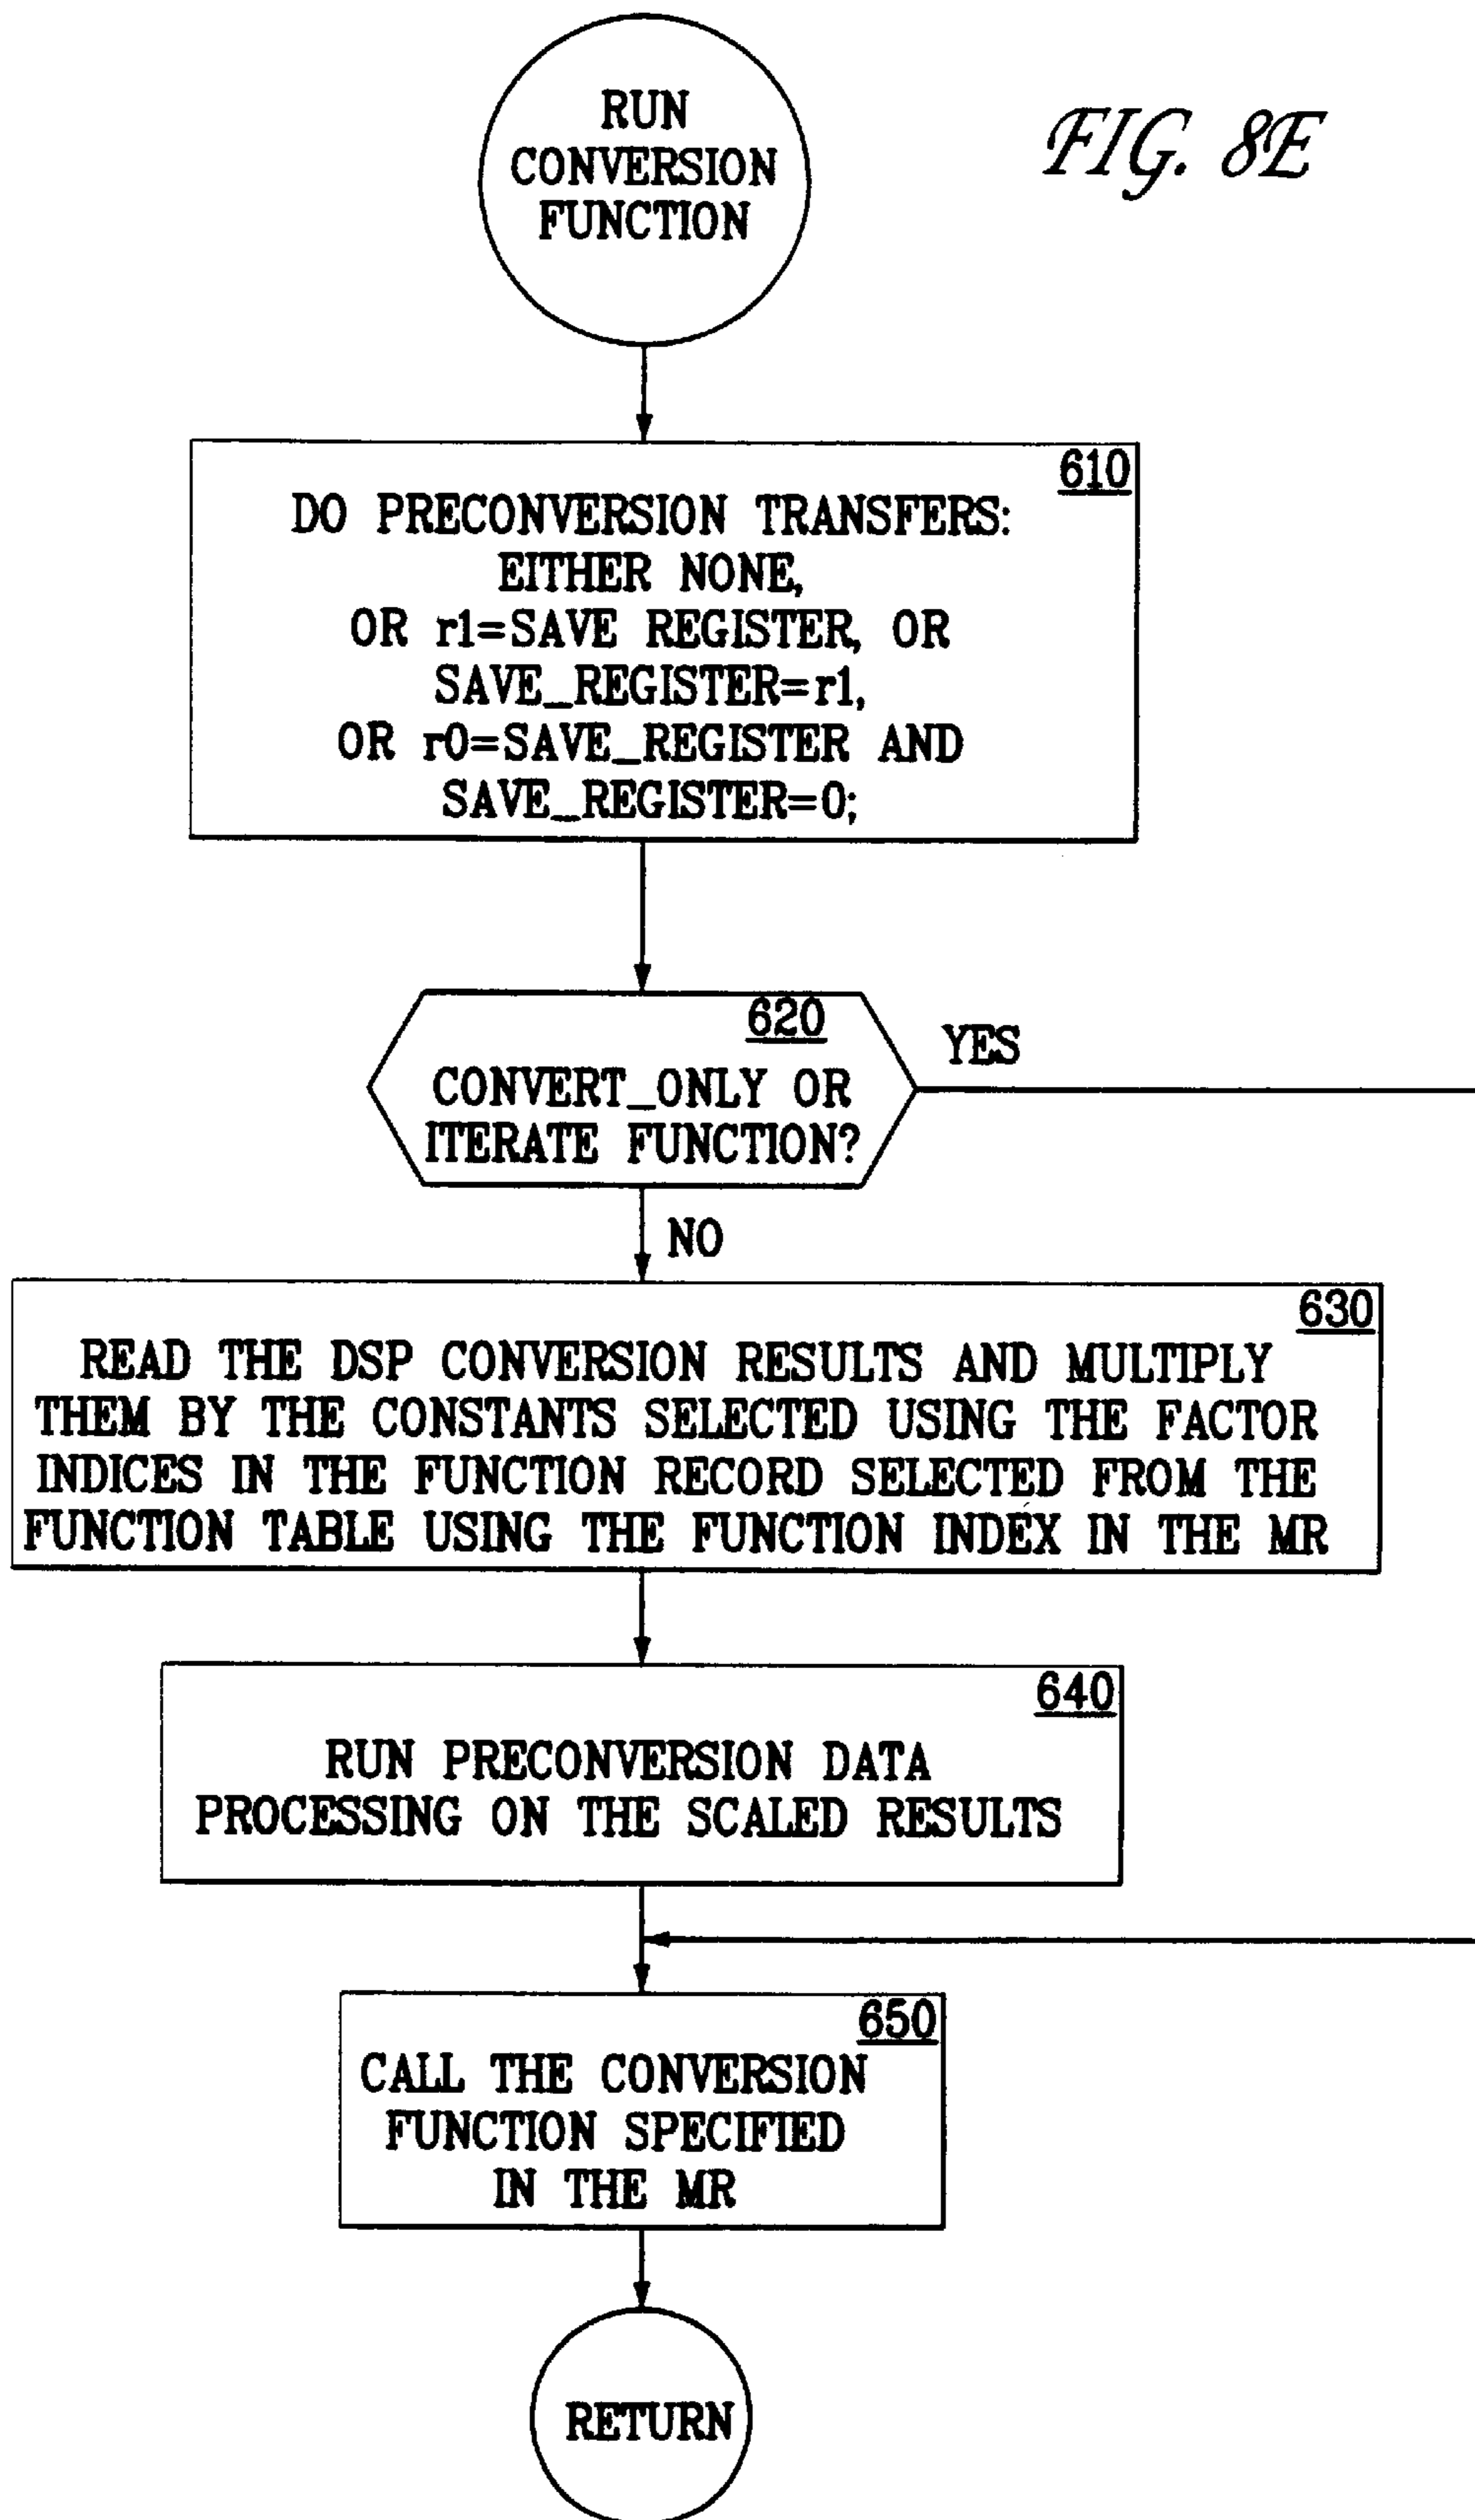 RUN
CONVERSION
FUNCTION
FIG. 8E
610
DO PRECONVERSION TRANSFERS:
EITHER NONE,
OR r1=SAVE REGISTER, OR
SAVE_REGISTER=r1,
OR r0=SAVE_REGISTER AND
SAVE_REGISTER=0;
620
CONVERT_ONLY OR
ITERATE FUNCTION?
YES
NO
630
READ THE DSP CONVERSION RESULTS AND MULTIPLY
THEM BY THE CONSTANTS SELECTED USING THE FACTOR
INDICES IN THE FUNCTION RECORD SELECTED FROM THE
FUNCTION TABLE USING THE FUNCTION INDEX IN THE MR
640
RUN PRECONVERSION DATA
PROCESSING ON THE SCALED RESULTS
650
CALL THE CONVERSION
FUNCTION SPECIFIED
IN THE MR
RETURN